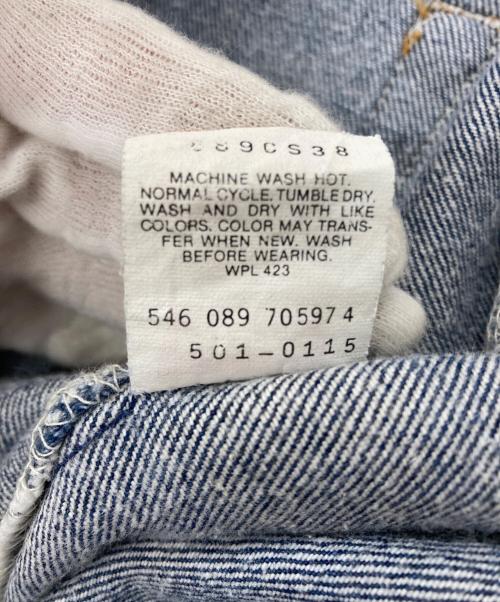 890S38
MACHINE WASH HOT.
NORMAL CYCLE. TUMBLE DRY.
WASH AND DRY WITH LIKE
COLORS. COLOR MAY TRANS-
FER WHEN NEW. WASH
BEFORE WEARING.
WPL 423
546 089 705974
501-0115